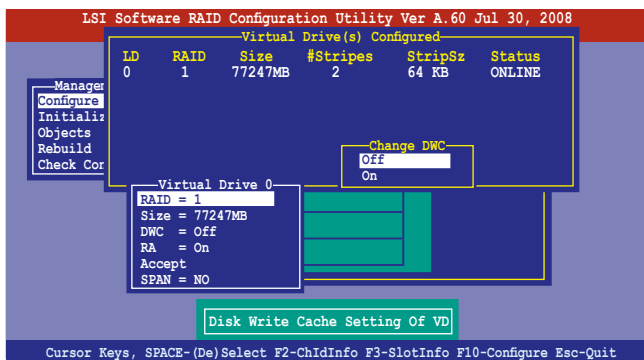 LSI Software RAID Configuration Utility Ver A.60 Jul 30, 2008
Virtual Drive(s) Configured
LD RAID Size #Stripes StripSz Status
0 1 77247MB 2 64 KB ONLINE
Managem
Configure
Initializ
Objects
Rebuild
Check Con
Change DWC
Off
On
Virtual Drive 0
RAID = 1
Size = 77247MB
DWC = Off
RA = On
Accept
SPAN = NO
Disk Write Cache Setting Of VD
Cursor Keys, SPACE-(De)Select F2-ChIdInfo F3-SlotInfo F10-Configure Esc-Quit